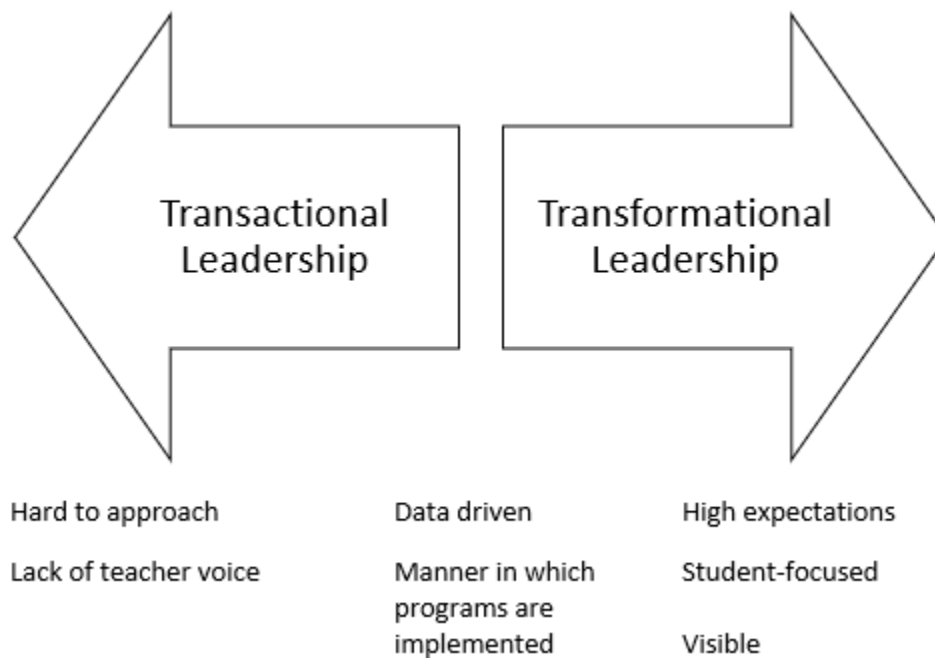 Transactional
Leadership
Transformational
Leadership
Hard to approach
Lack of teacher voice
Data driven
Manner in which
programs are
implemented
High expectations
Student-focused
Visible